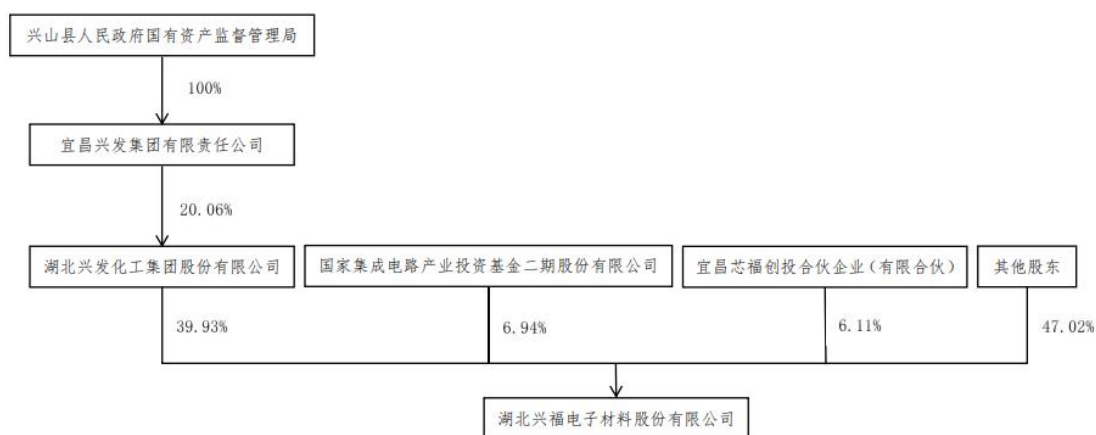 兴山县人民政府国有资产监督管理局
100%
宜昌兴发集团有限责任公司
20.06%
湖北兴发化工集团股份有限公司
国家集成电路产业投资基金二期股份有限公司
宜昌芯福创投合伙企业（有限合伙）
其他股东
39.93%
6.94%
6.11%
47.02%
湖北兴福电子材料股份有限公司